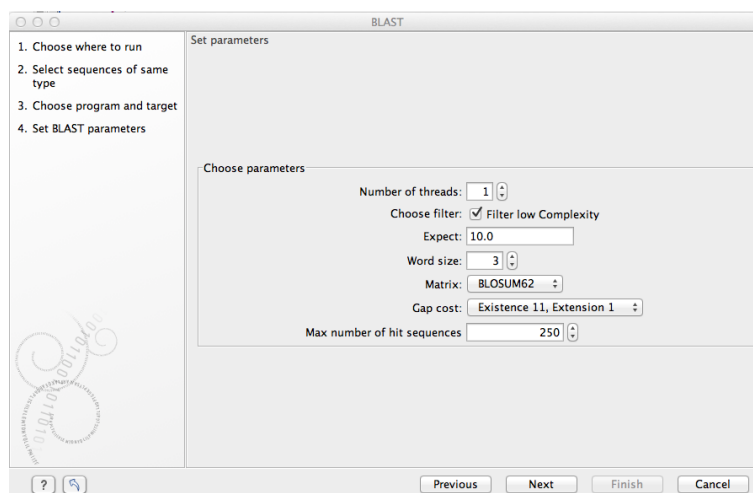 BLAST
1. Choose where to run
2. Select sequences of same
type
3. Choose program and target
4. Set BLAST parameters
Set parameters
Choose parameters
Number of threads: 1
Choose filter: Filter low Complexity
Expect: 10.0
Word size: 3
Matrix: BLOSUM62
Gap cost: Existence 11, Extension 1
Max number of hit sequences 250
? Previous Next Finish Cancel